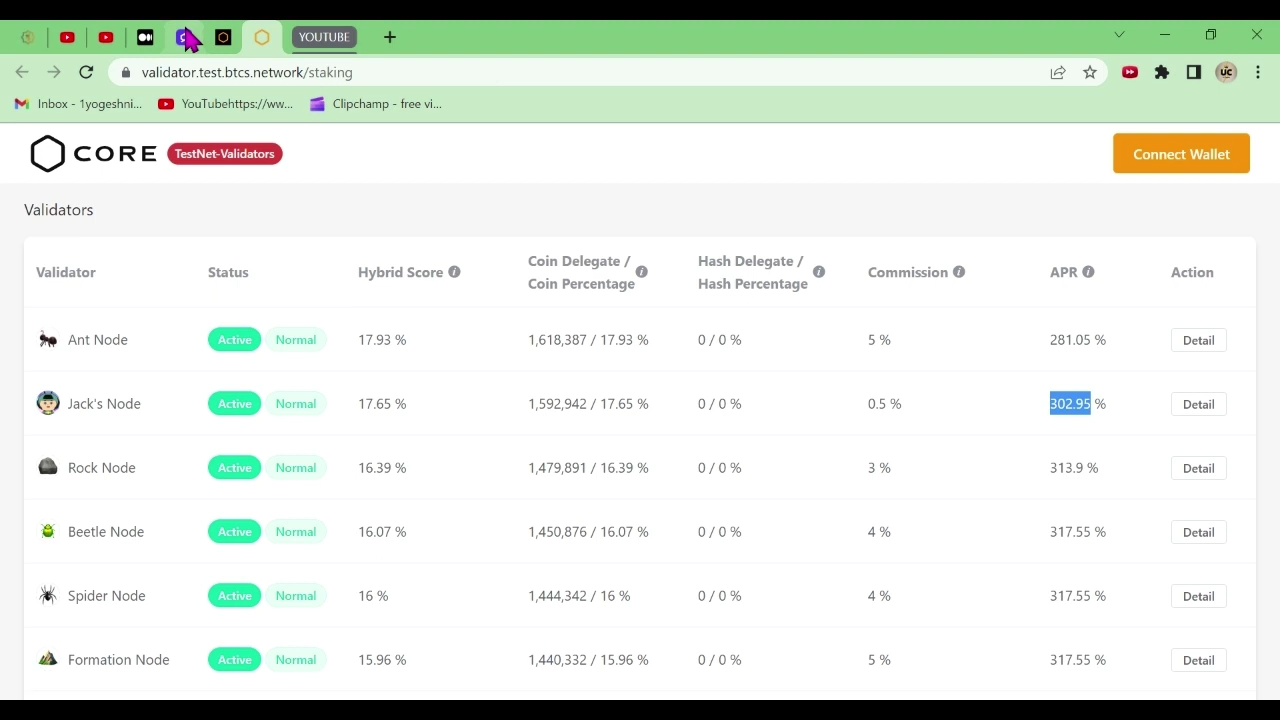 YOUTUBE
validator.test.btcs.network/staking
UC
Inbox - 1yogeshni...
YouTubehttps://ww...
Clipchamp - free vi...
CORE TestNet-Validators
Connect Wallet
Validators
Validator Status Hybrid Score Coin Delegate / Coin Percentage Hash Delegate / Hash Percentage Commission APR Action
Ant Node Active Normal 17.93 % 1,618,387 / 17.93 % 0 / 0 % 5 % 281.05 % Detail
Jack's Node Active Normal 17.65 % 1,592,942 / 17.65 % 0 / 0 % 0.5 % 302.95 % Detail
Rock Node Active Normal 16.39 % 1,479,891 / 16.39 % 0 / 0 % 3 % 313.9 % Detail
Beetle Node Active Normal 16.07 % 1,450,876 / 16.07 % 0 / 0 % 4 % 317.55 % Detail
Spider Node Active Normal 16 % 1,444,342 / 16 % 0 / 0 % 4 % 317.55 % Detail
Formation Node Active Normal 15.96 % 1,440,332 / 15.96 % 0 / 0 % 5 % 317.55 % Detail